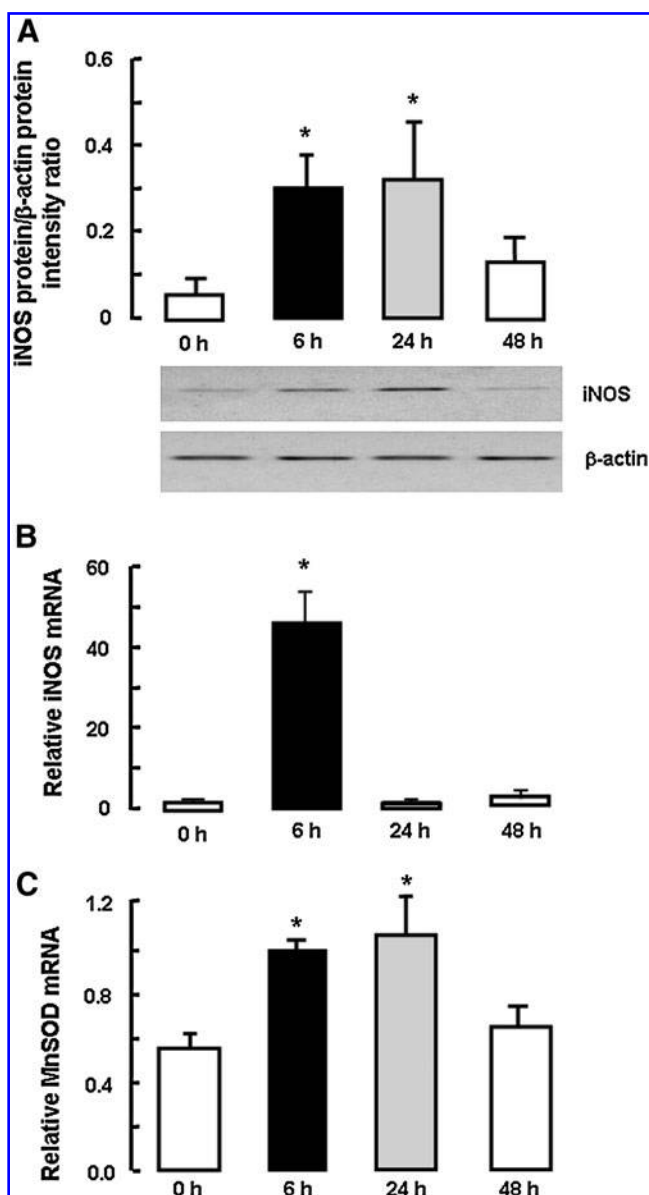 A
iNOS protein/β-actin protein
intensity ratio
0.6
0.4
0.2
0
*
*
0 h 6 h 24 h 48 h
iNOS
β-actin
B
Relative iNOS mRNA
60
40
20
0
*
0 h 6 h 24 h 48 h
C
Relative MnSOD mRNA
1.2
0.8
0.4
0.0
*
*
0 h 6 h 24 h 48 h